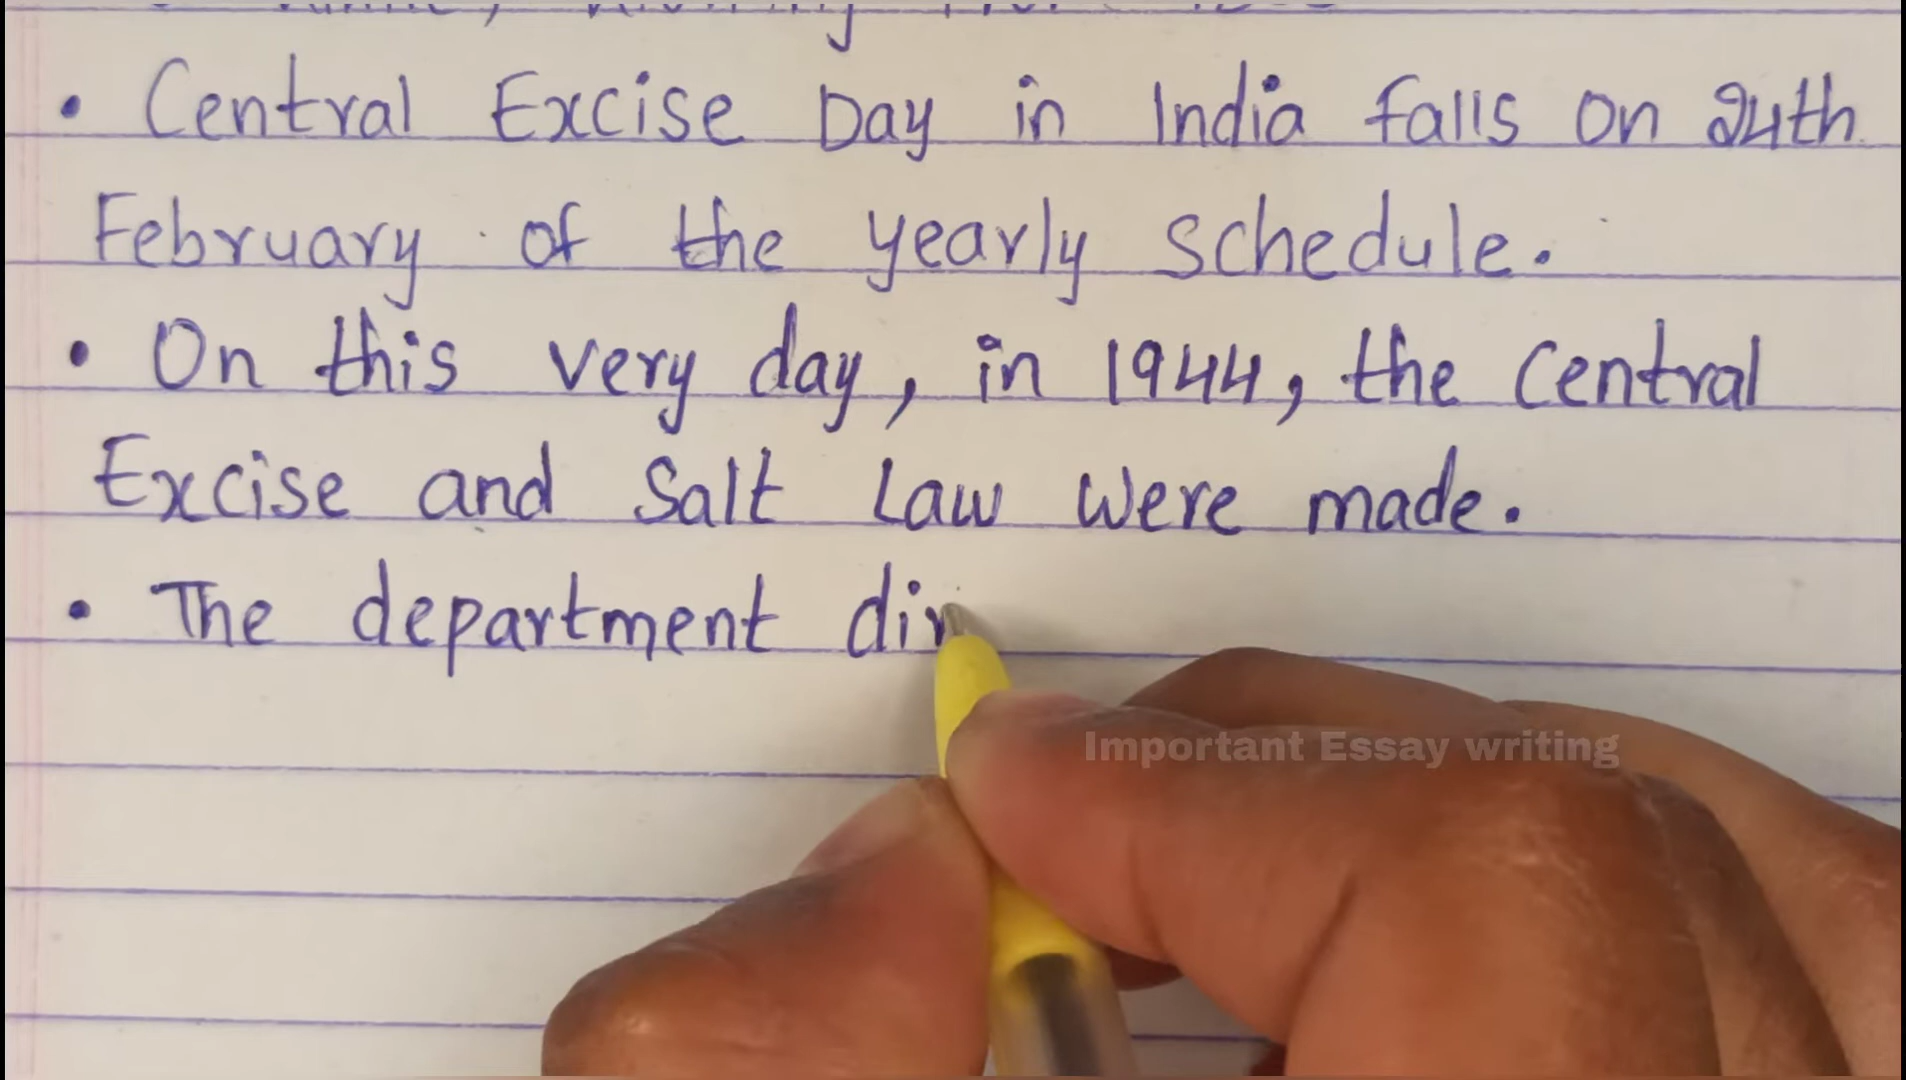 • Central Excise Day in India falls on 24th
February of the yearly schedule.
• On this very day, in 1944, the Central
Excise and Salt Law were made.
• The department dir
Important Essay writing